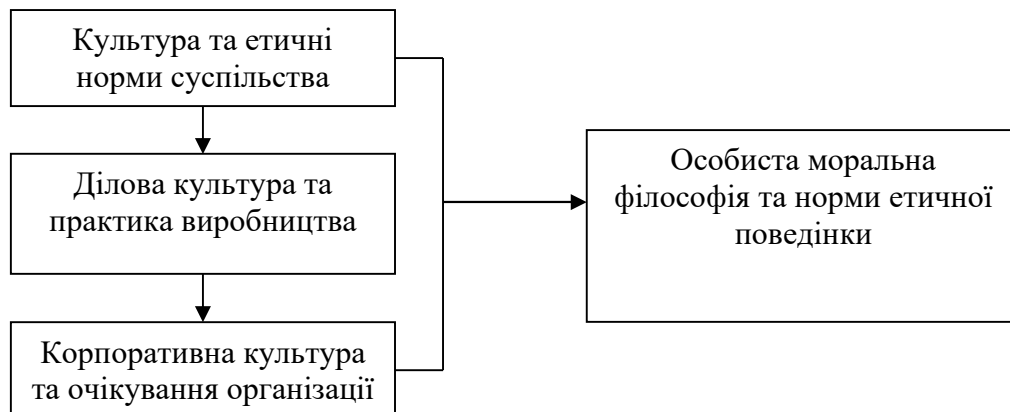 Культура та етичні
норми суспільства
Ділова культура та
практика виробництва
Корпоративна культура
та очікування організації
Особиста моральна
філософія та норми етичної
поведінки